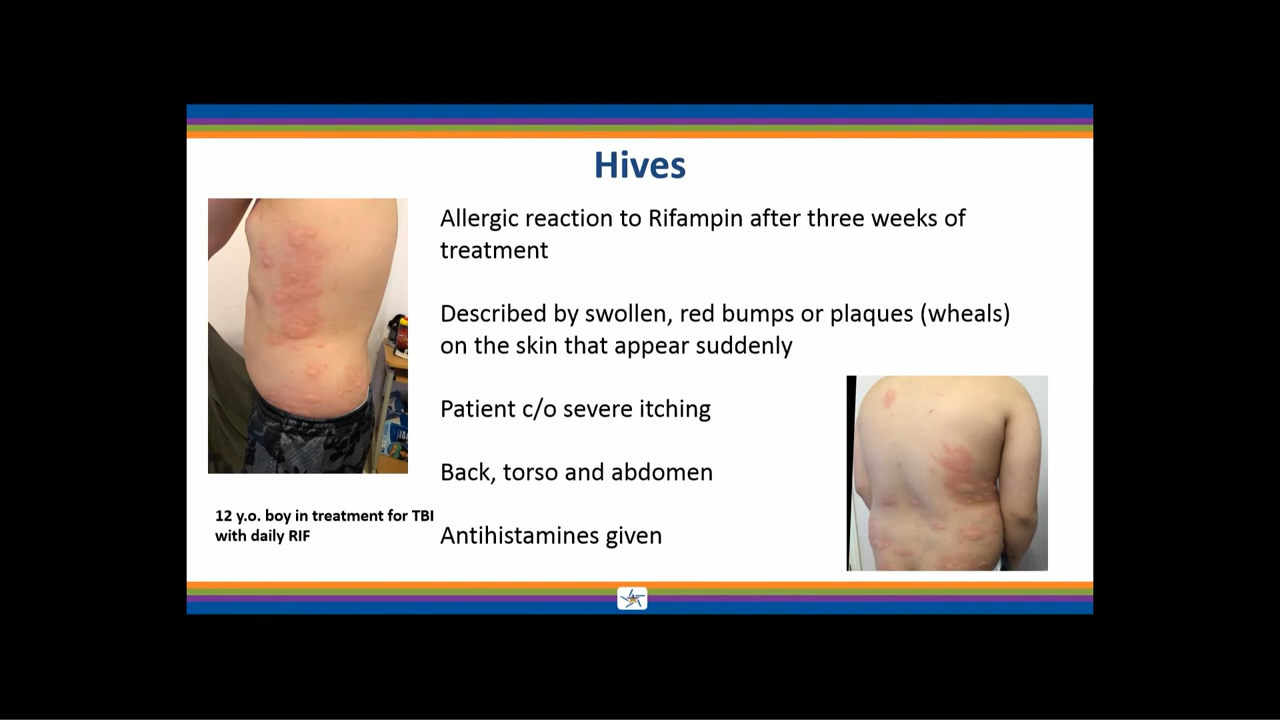 Hives
Allergic reaction to Rifampin after three weeks of
treatment
Described by swollen, red bumps or plaques (wheals)
on the skin that appear suddenly
Patient c/o severe itching
Back, torso and abdomen
Antihistamines given
12 y.o. boy in treatment for TBI
with daily RIF